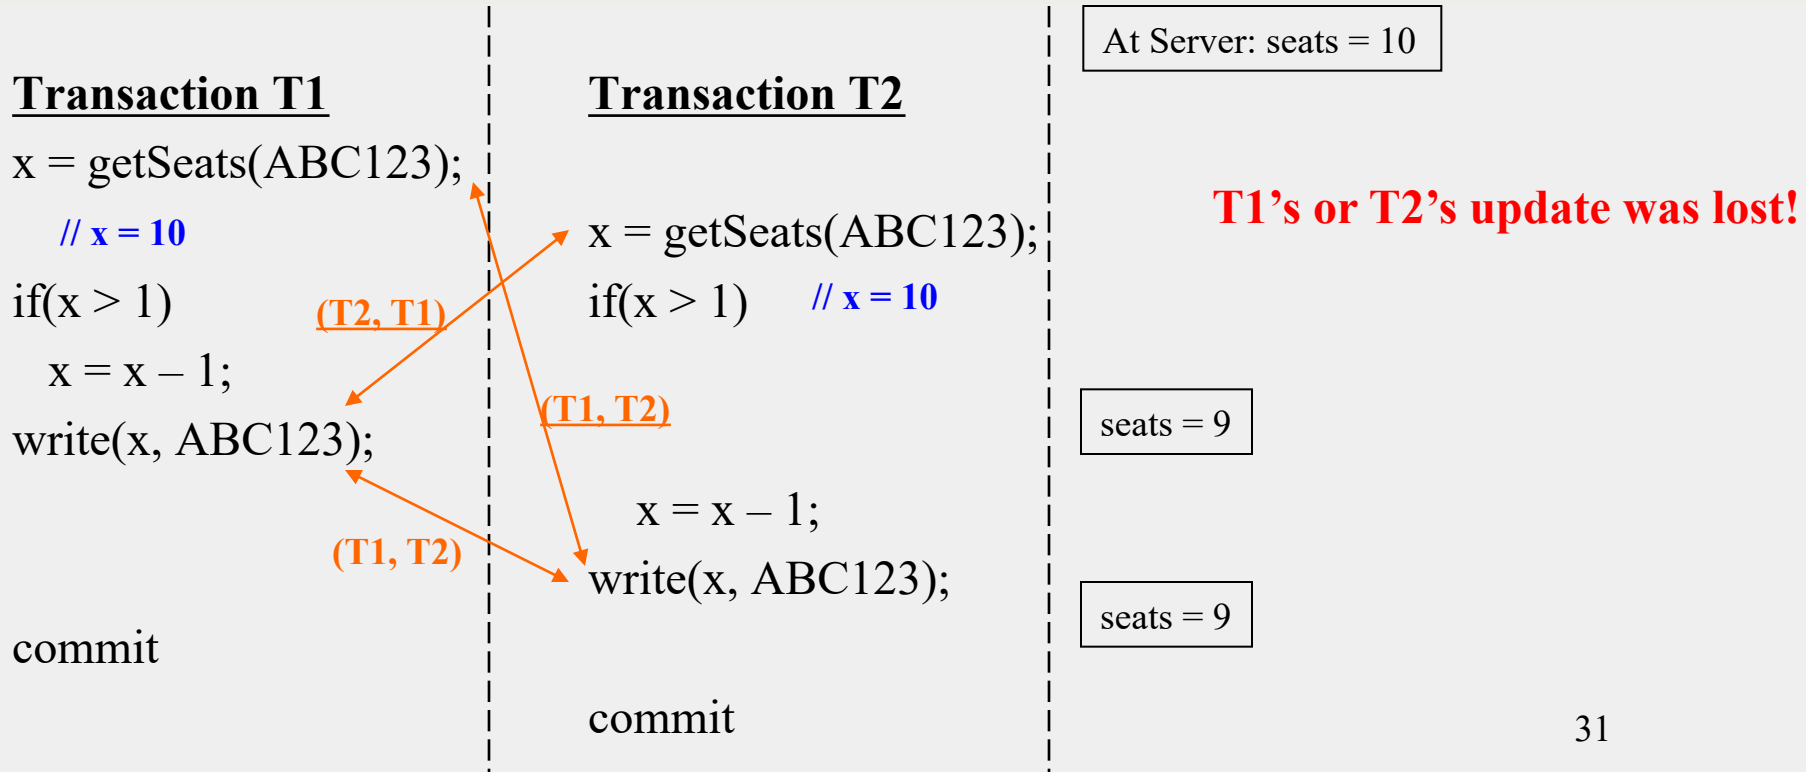 At Server: seats = 10
Transaction T1
Transaction T2
x = getSeats(ABC123);
// x = 10
x = getSeats(ABC123);
T1’s or T2’s update was lost!
if(x > 1)
(T2, T1)
if(x > 1)
// x = 10
x = x – 1;
(T1, T2)
write(x, ABC123);
seats = 9
x = x – 1;
(T1, T2)
write(x, ABC123);
seats = 9
commit
commit
31